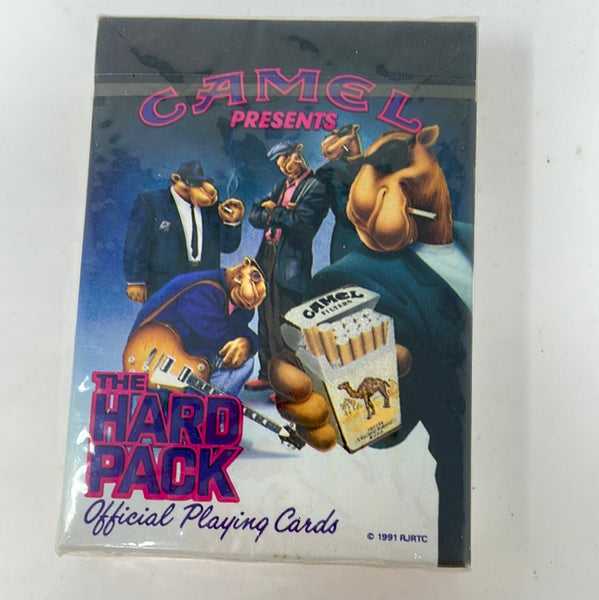 CAMEL
PRESENTS
CAMEL
FILTERS
THE
HARD
PACK
Official Playing Cards
© 1991 RJRTC